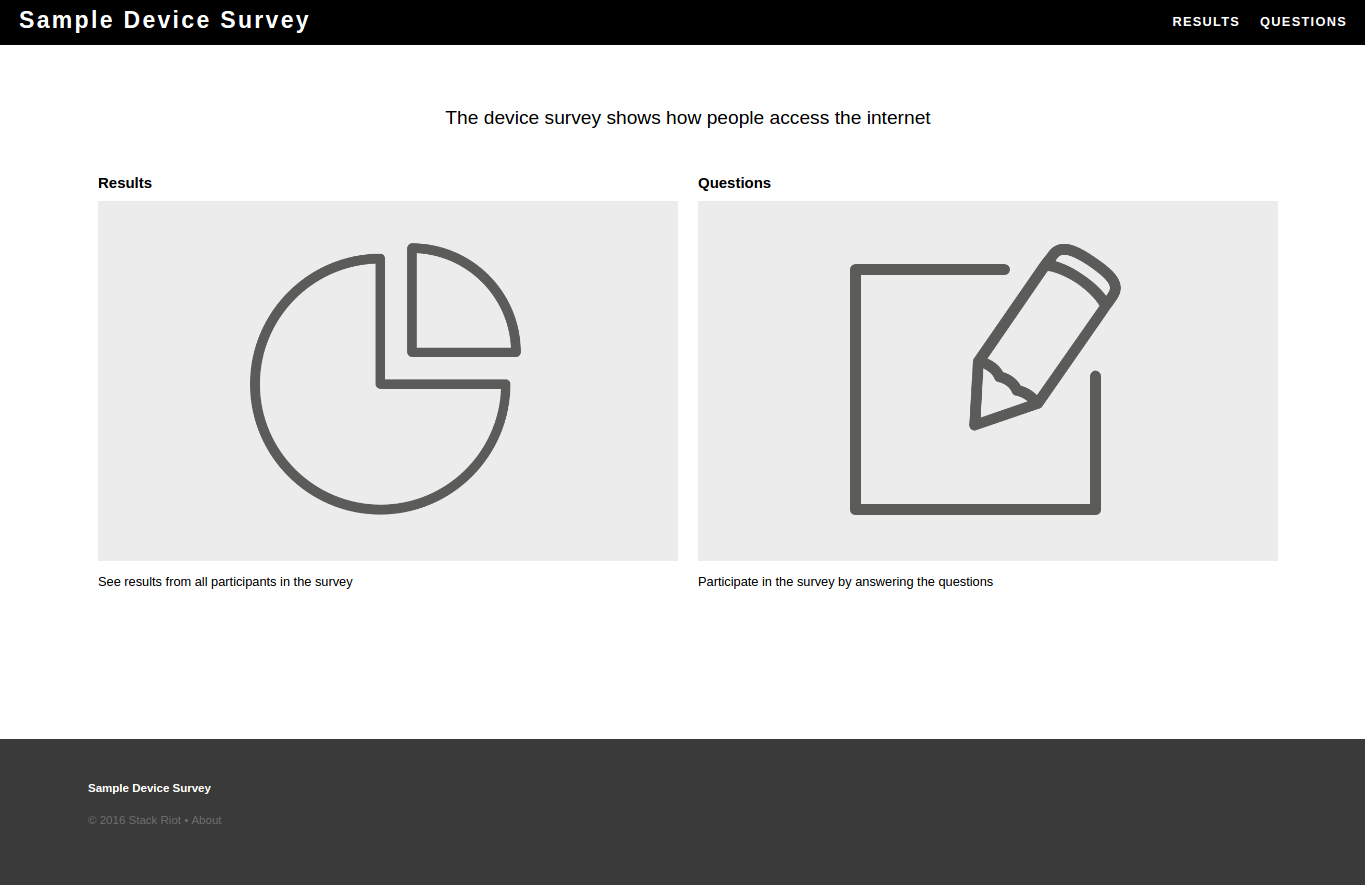 Sample Device Survey
RESULTS QUESTIONS
The device survey shows how people access the internet
Results
Questions
See results from all participants in the survey
Participate in the survey by answering the questions
Sample Device Survey
© 2016 Stack Riot • About